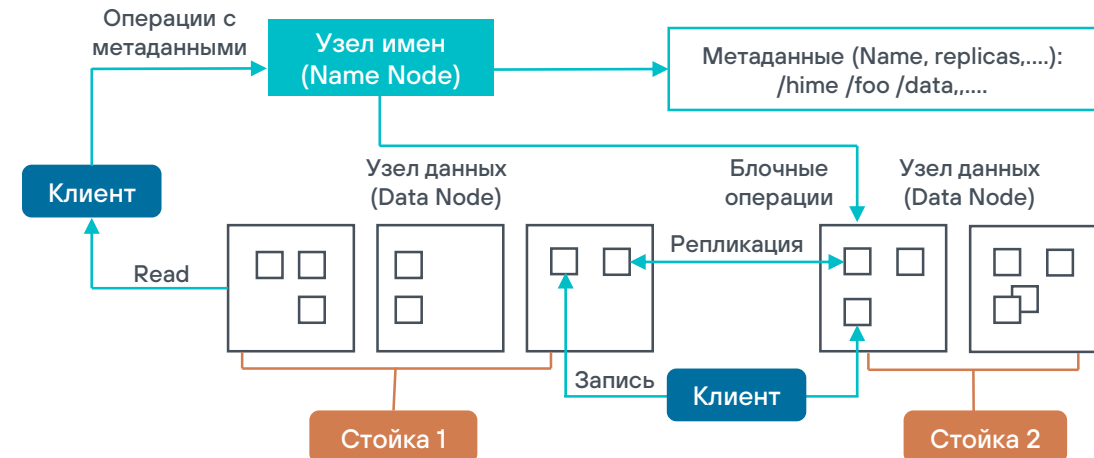 Операции с
метаданными
Узел имен
(Name Node)
Метаданные (Name, replicas,....):
/hime /foo /data,,....
Клиент
Узел данных
(Data Node)
Блочные
операции
Узел данных
(Data Node)
Read
Репликация
Запись
Клиент
Стойка 1
Стойка 2